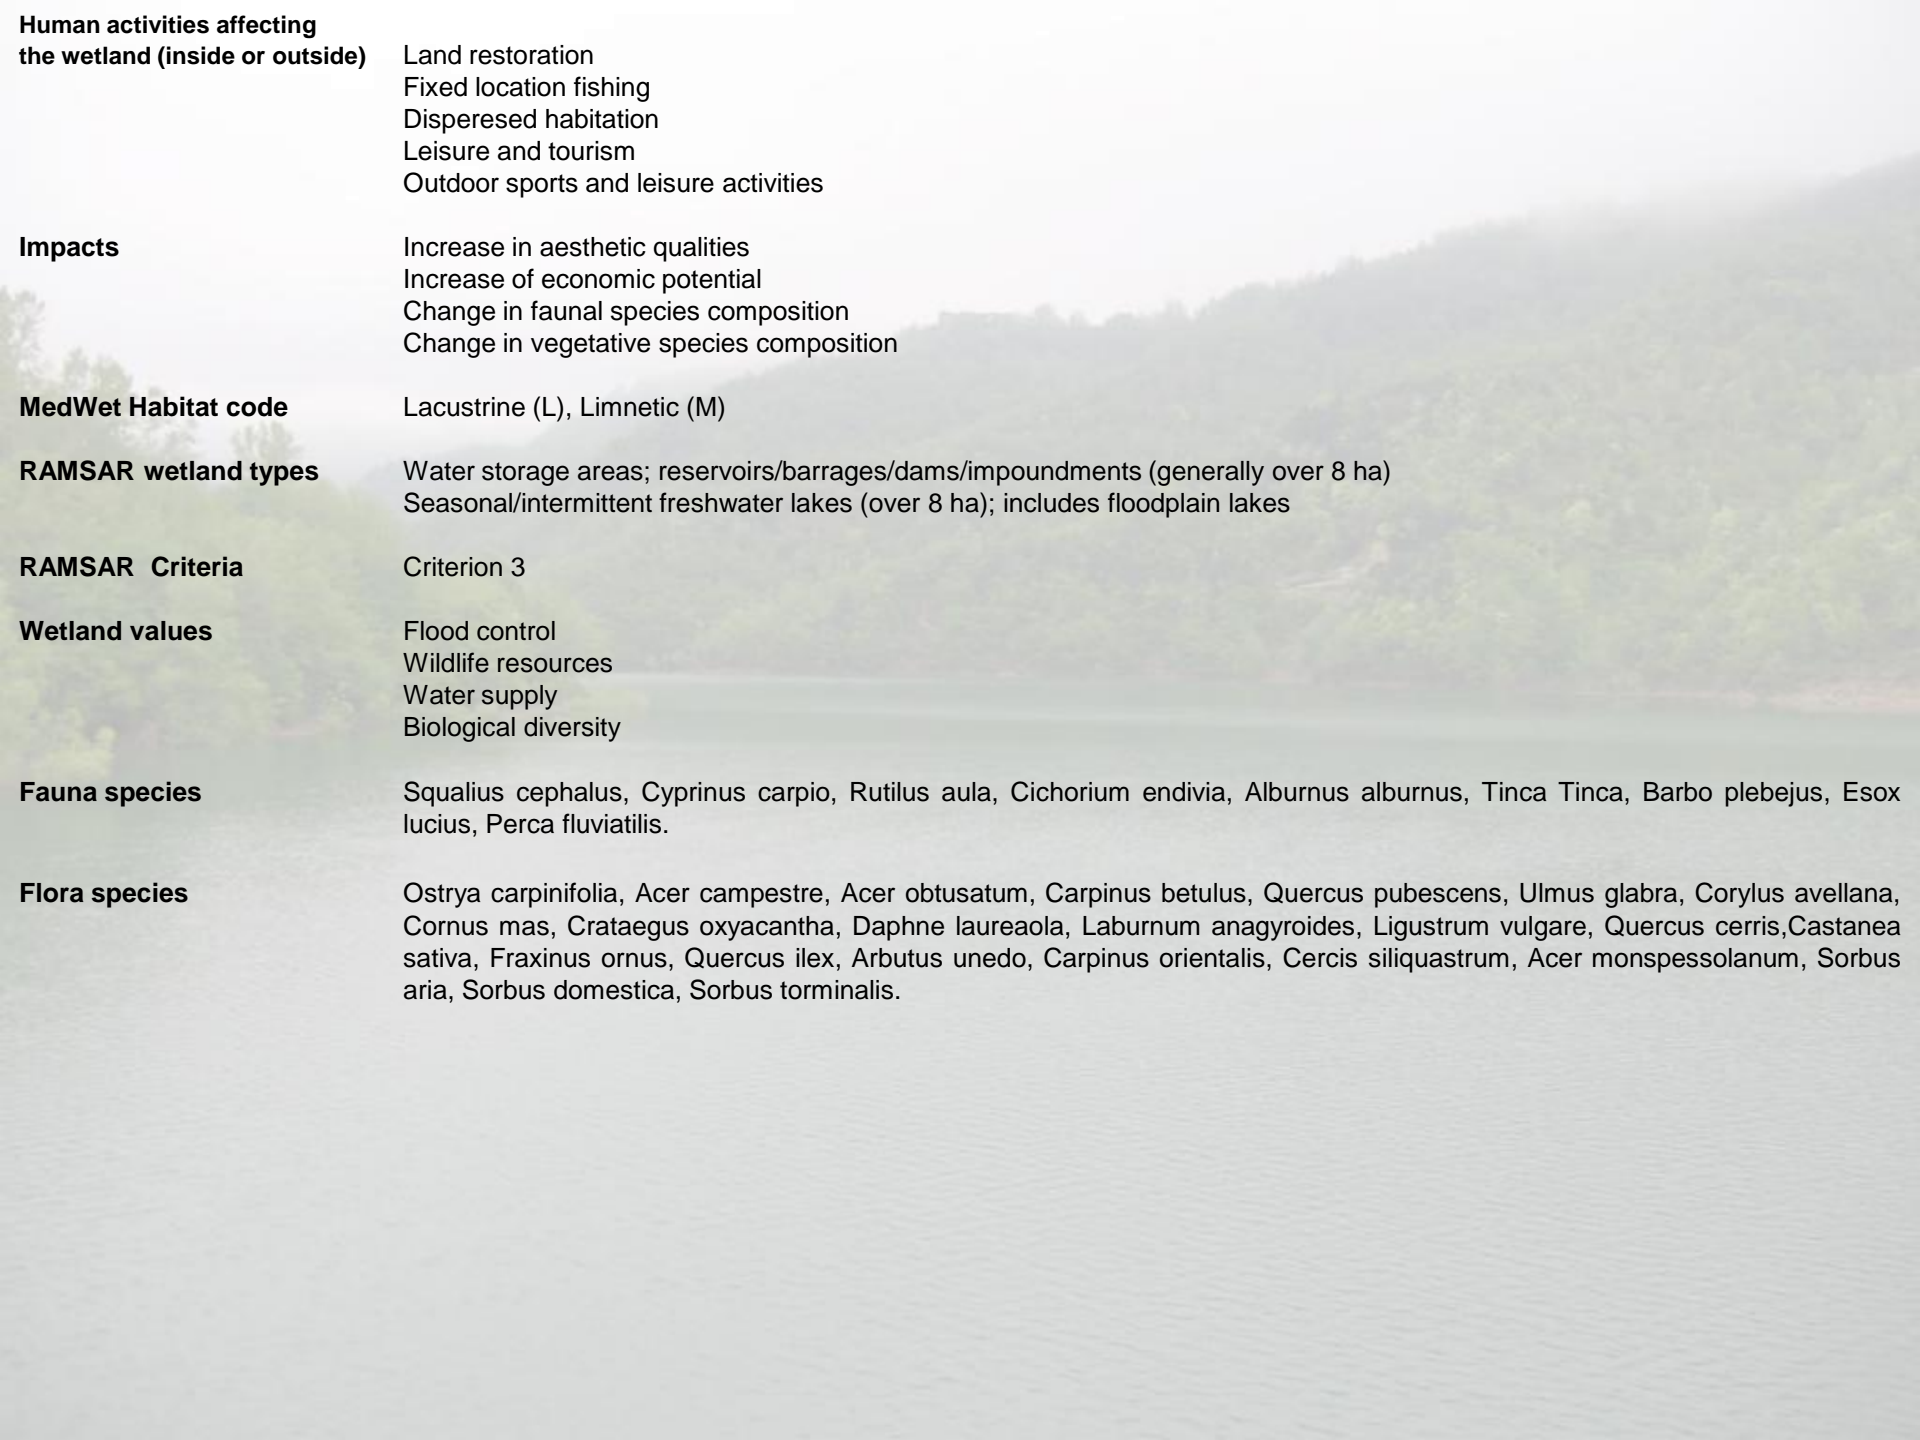 Human activities affecting
the wetland (inside or outside) Land restoration
Fixed location fishing
Disperesed habitation
Leisure and tourism
Outdoor sports and leisure activities
Impacts Increase in aesthetic qualities
Increase of economic potential
Change in faunal species composition
Change in vegetative species composition
MedWet Habitat code Lacustrine (L), Limnetic (M)
RAMSAR wetland types Water storage areas; reservoirs/barrages/dams/impoundments (generally over 8 ha)
Seasonal/intermittent freshwater lakes (over 8 ha); includes floodplain lakes
RAMSAR Criteria Criterion 3
Wetland values Flood control
Wildlife resources
Water supply
Biological diversity
Fauna species Squalius cephalus, Cyprinus carpio, Rutilus aula, Cichorium endivia, Alburnus alburnus, Tinca Tinca, Barbo plebejus, Esox
lucius, Perca fluviatilis.
Flora species Ostrya carpinifolia, Acer campestre, Acer obtusatum, Carpinus betulus, Quercus pubescens, Ulmus glabra, Corylus avellana,
Cornus mas, Crataegus oxyacantha, Daphne laureaola, Laburnum anagyroides, Ligustrum vulgare, Quercus cerris,Castanea
sativa, Fraxinus ornus, Quercus ilex, Arbutus unedo, Carpinus orientalis, Cercis siliquastrum, Acer monspessolanum, Sorbus
aria, Sorbus domestica, Sorbus torminalis.